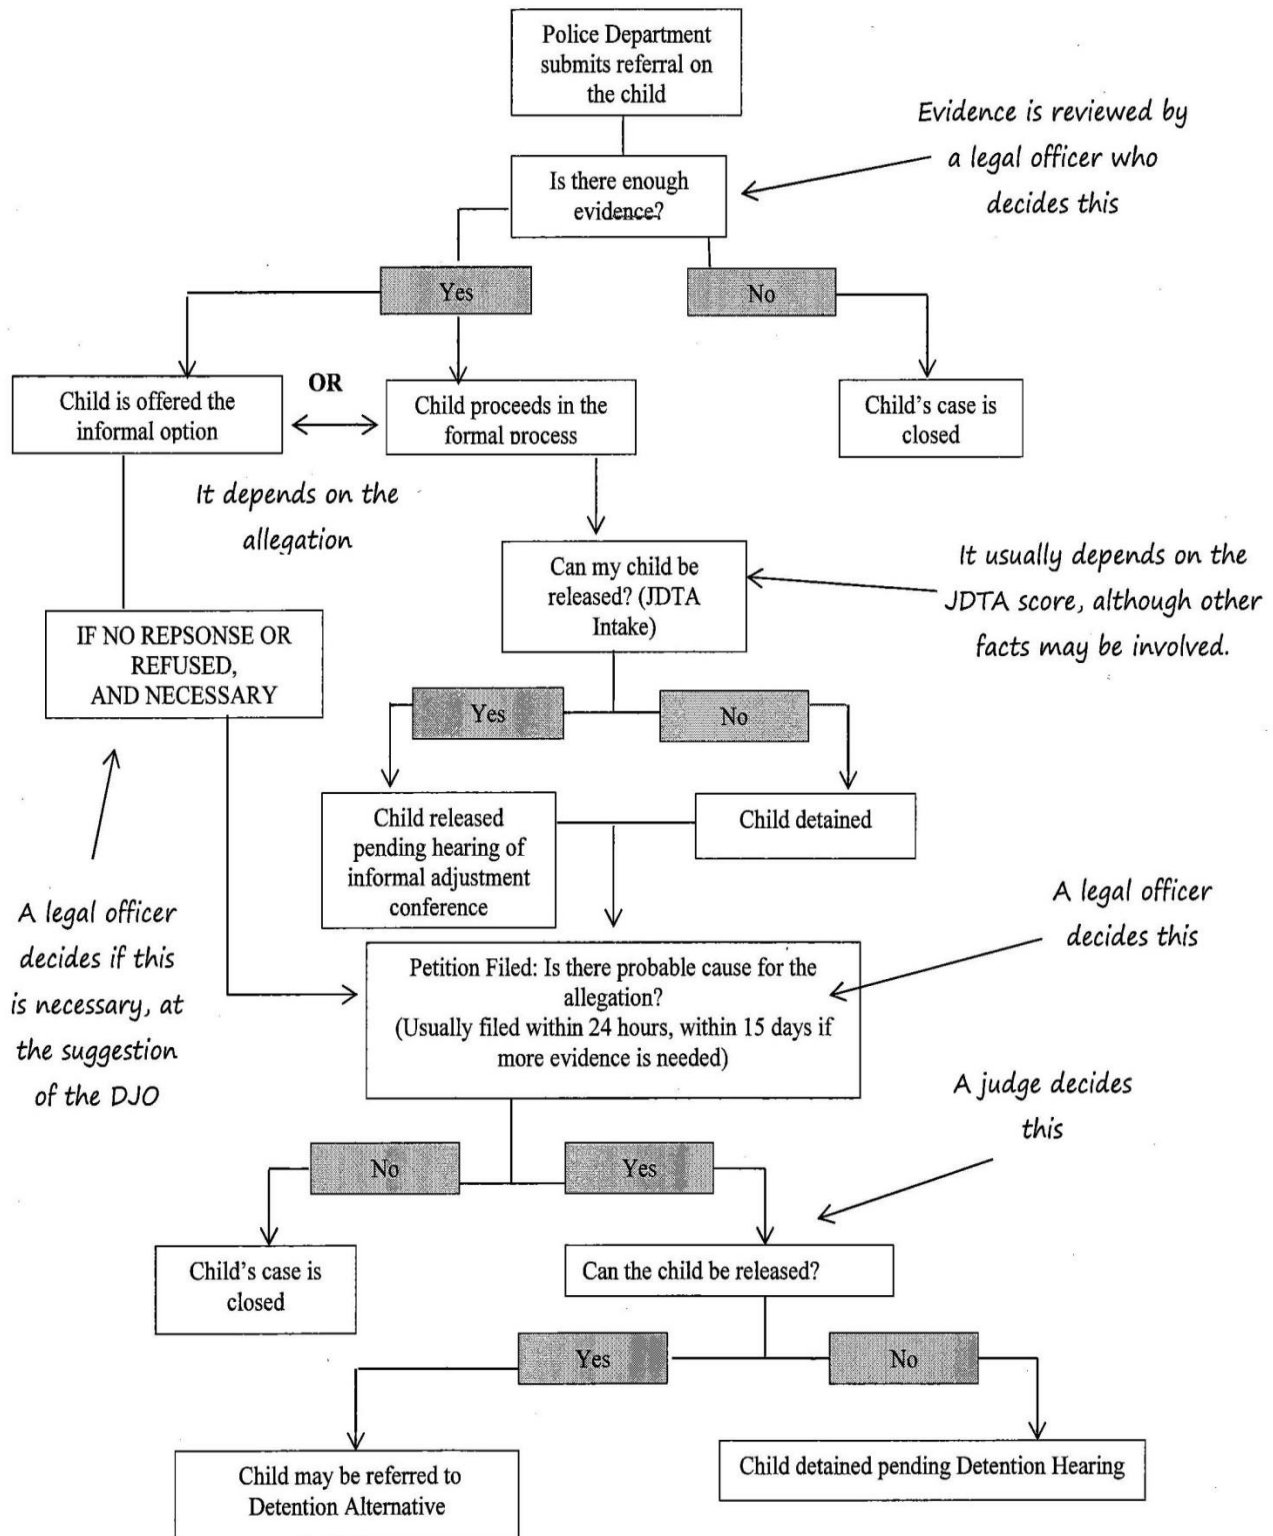 Police Department
submits referral on
the child
Evidence is reviewed by
a legal officer who
decides this
Is there enough
evidence?
Yes
No
Child is offered the
informal option
OR
Child proceeds in the
formal process
Child's case is
closed
It depends on the
allegation
Can my child be
released? (JDTA
Intake)
It usually depends on the
JDTA score, although other
facts may be involved.
IF NO REPSONSE OR
REFUSED,
AND NECESSARY
Yes
No
Child released
pending hearing of
informal adjustment
conference
Child detained
A legal officer
decides if this
is necessary, at
the suggestion
of the DJO
A legal officer
decides this
Petition Filed: Is there probable cause for the
allegation?
(Usually filed within 24 hours, within 15 days if
more evidence is needed)
A judge decides
this
No
Yes
Child's case is
closed
Can the child be released?
Yes
No
Child may be referred to
Detention Alternative
Child detained pending Detention Hearing